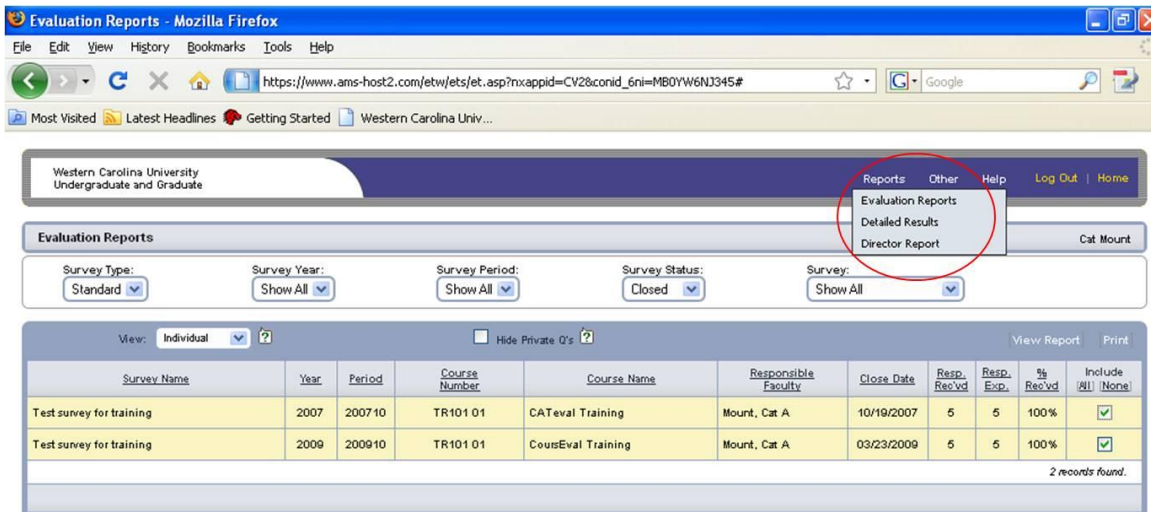 Evaluation Reports - Mozilla Firefox
File Edit View History Bookmarks Tools Help
https://www.ams-host2.com/etw/ets/et.asp?nxappid=CV2&conid_6ni=MB0YW6NJ345#
G Google
Most Visited Latest Headlines Getting Started Western Carolina Univ...
Western Carolina University
Undergraduate and Graduate
Reports Other Help Log Out | Home
Evaluation Reports
Detailed Results
Director Report
Evaluation Reports Cat Mount
Survey Type: Survey Year: Survey Period: Survey Status: Survey:
Standard Show All Show All Closed Show All
View: Individual ? Hide Private Q's ? View Report Print
Survey Name Year Period Course Number Course Name Responsible Faculty Close Date Resp. Rec'vd Resp. Exp. % Rec'vd Include [All] [None]
Test survey for training 2007 200710 TR101 01 CATeval Training Mount, Cat A 10/19/2007 5 5 100%
Test survey for training 2009 200910 TR101 01 CoursEval Training Mount, Cat A 03/23/2009 5 5 100%
2 records found.